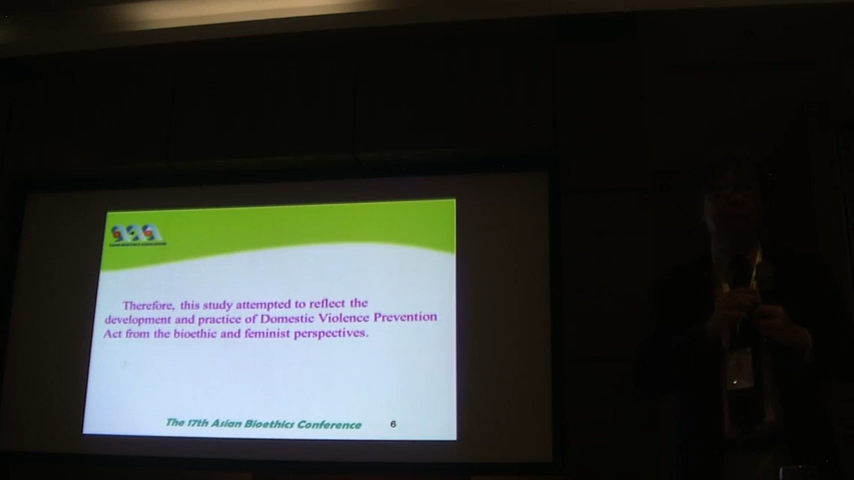 Therefore, this study attempted to reflect the
development and practice of Domestic Violence Prevention
Act from the bioethic and feminist perspectives.
The 17th Asian Bioethics Conference 6